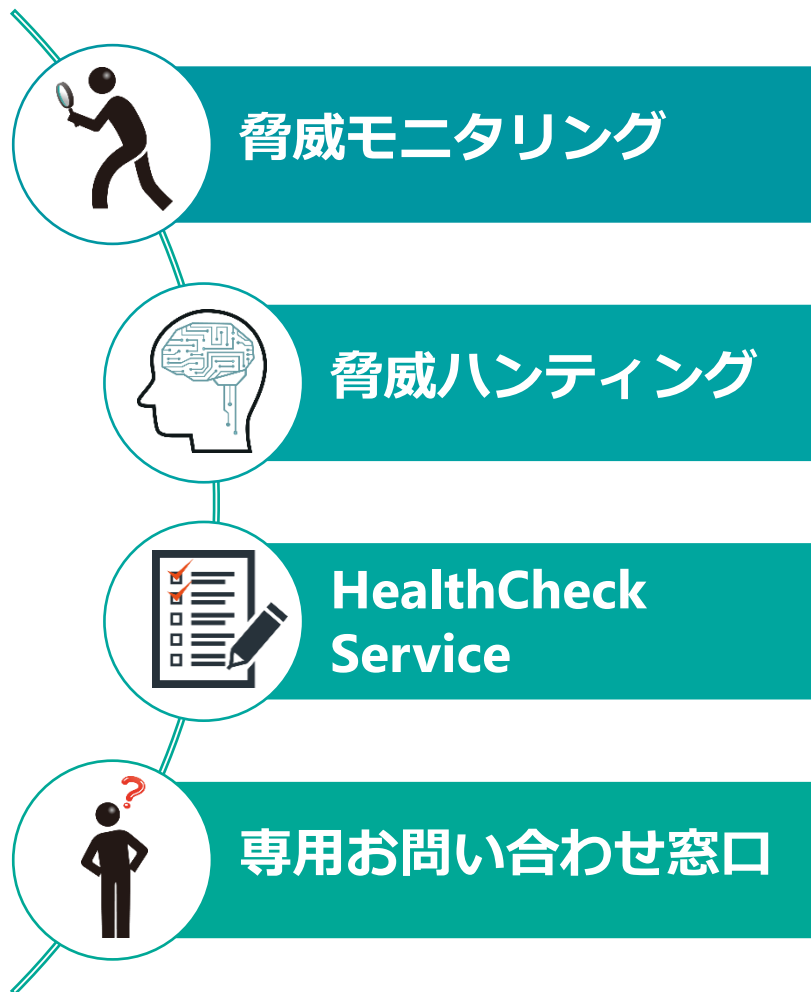 脅威モニタリング
脅威ハンティング
HealthCheck
Service
専用お問い合わせ窓口
?